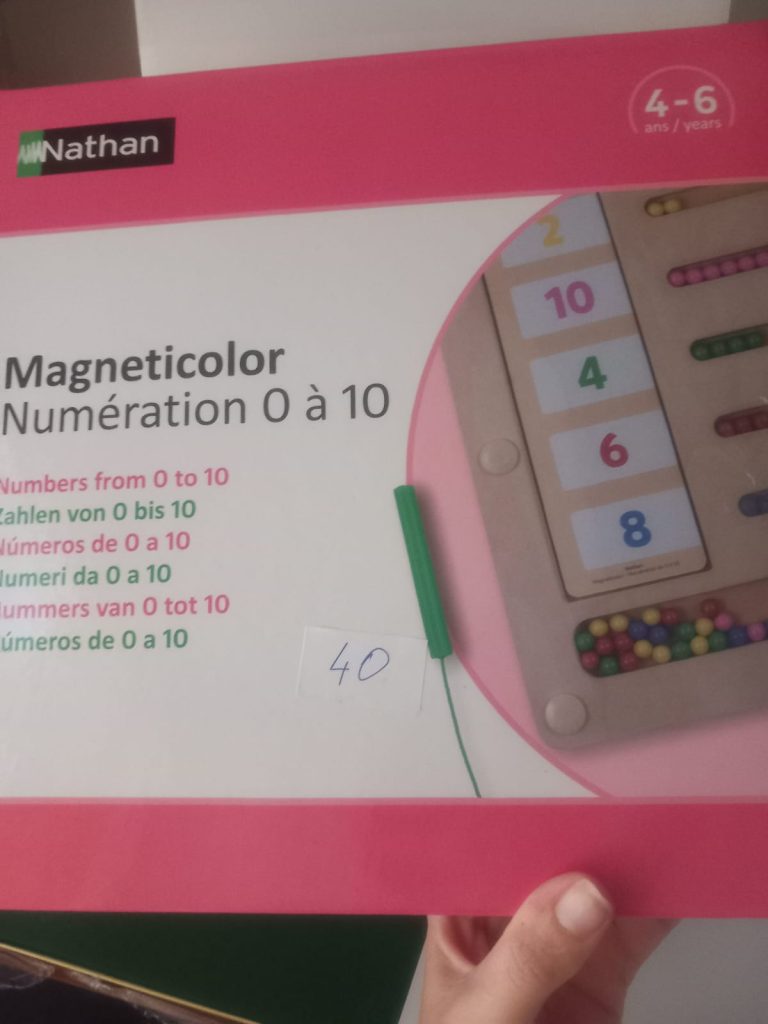 Nathan
4-6
ans / years
Magneticolor
Numération 0 à 10
Numbers from 0 to 10
Zahlen von 0 bis 10
Números de 0 a 10
Numeri da 0 a 10
Nummers van 0 tot 10
Números de 0 a 10
2
10
4
6
8
40